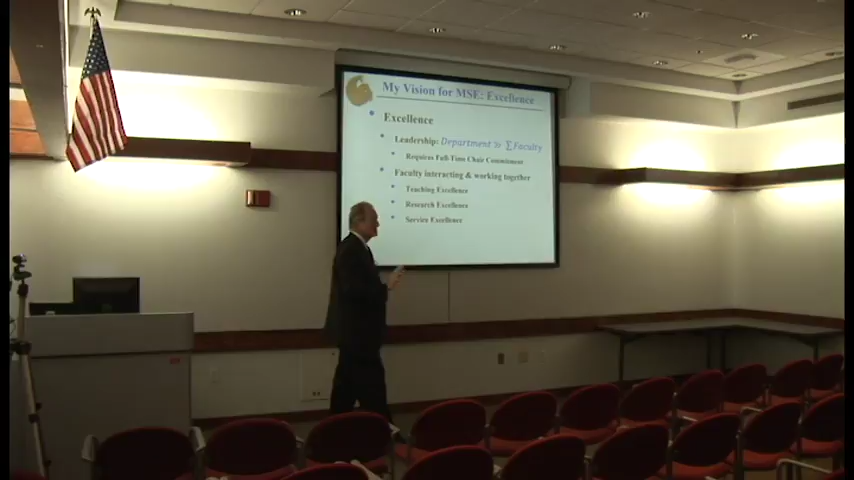 My Vision for MSE: Excellence
• Excellence
• Leadership: Department » ∑Faculty
• Requires Full-Time Chair Commitment
• Faculty interacting & working together
• Teaching Excellence
• Research Excellence
• Service Excellence